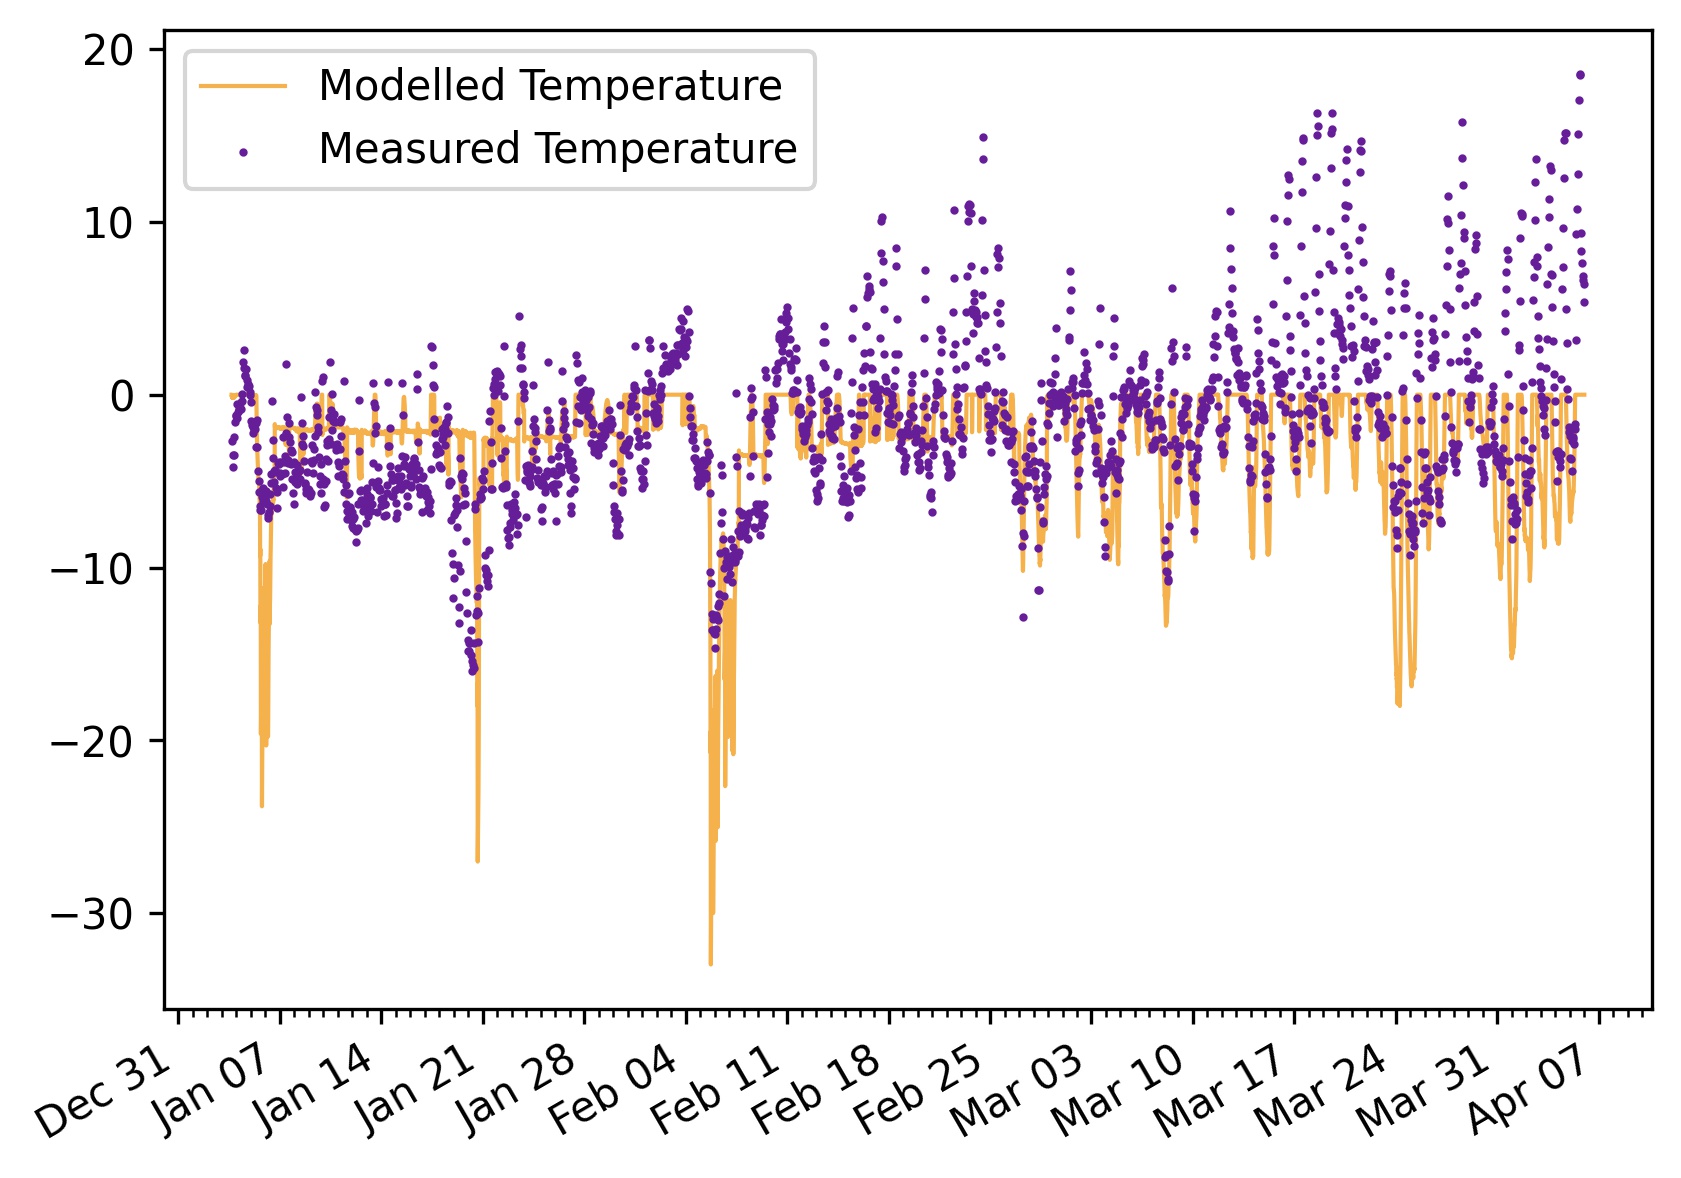 20
Modelled Temperature
Measured Temperature
10
0
−10
−20
−30
Dec 31
Jan 07
Jan 14
Jan 21
Jan 28
Feb 04
Feb 11
Feb 18
Feb 25
Mar 03
Mar 10
Mar 17
Mar 24
Mar 31
Apr 07